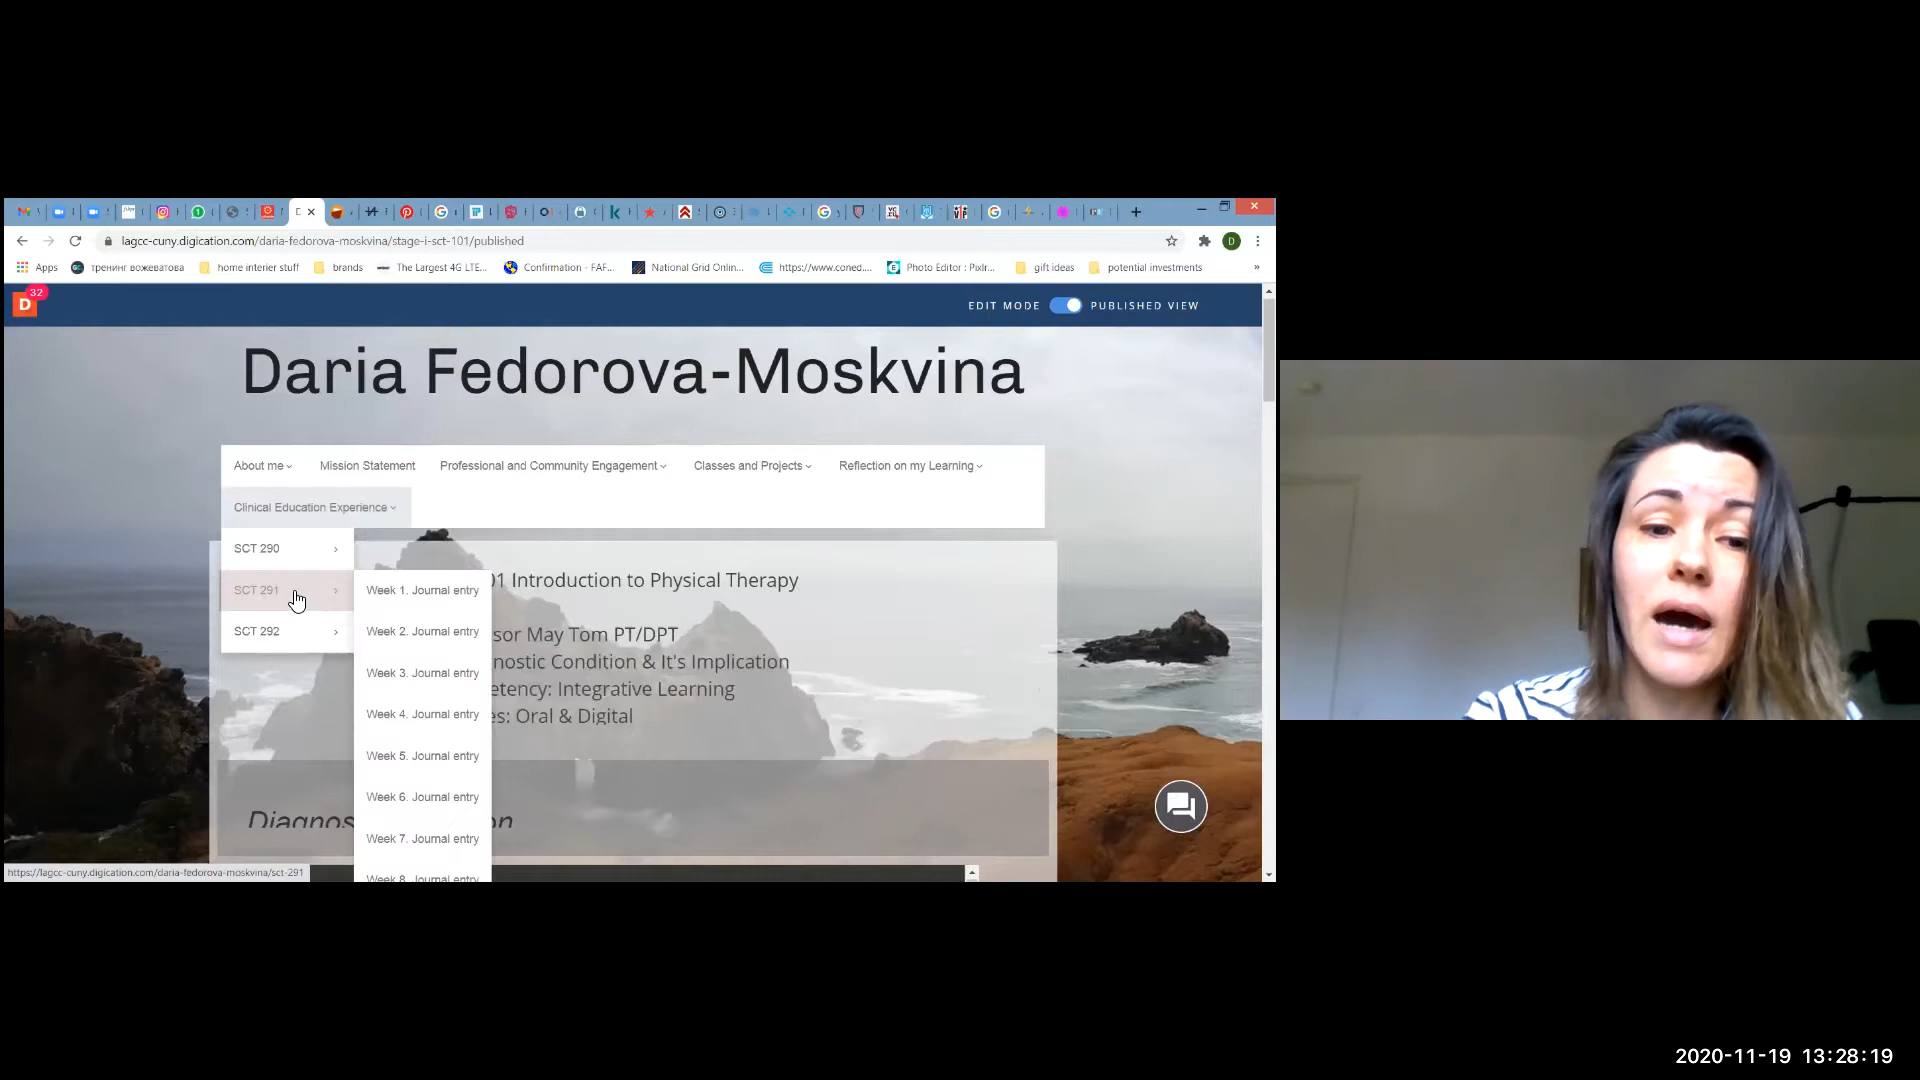 lagcc-cuny.digication.com/daria-fedorova-moskvina/stage-i-sct-101/published
Apps тренинг вожеватова home interier stuff brands The Largest 4G LTE... Confirmation - FAF... National Grid Onlin... https://www.coned.... Photo Editor : Pixlr... gift ideas potential investments »
D 32 EDIT MODE PUBLISHED VIEW
Daria Fedorova-Moskvina
About me Mission Statement Professional and Community Engagement Classes and Projects Reflection on my Learning
Clinical Education Experience
SCT 290
SCT 291
SCT 292
Week 1. Journal entry
Week 2. Journal entry
Week 3. Journal entry
Week 4. Journal entry
Week 5. Journal entry
Week 6. Journal entry
Week 7. Journal entry
Week 8. Journal entry
01 Introduction to Physical Therapy
sor May Tom PT/DPT
nostic Condition & It's Implication
etency: Integrative Learning
es: Oral & Digital
https://lagcc-cuny.digication.com/daria-fedorova-moskvina/sct-291
2020-11-19 13:28:19